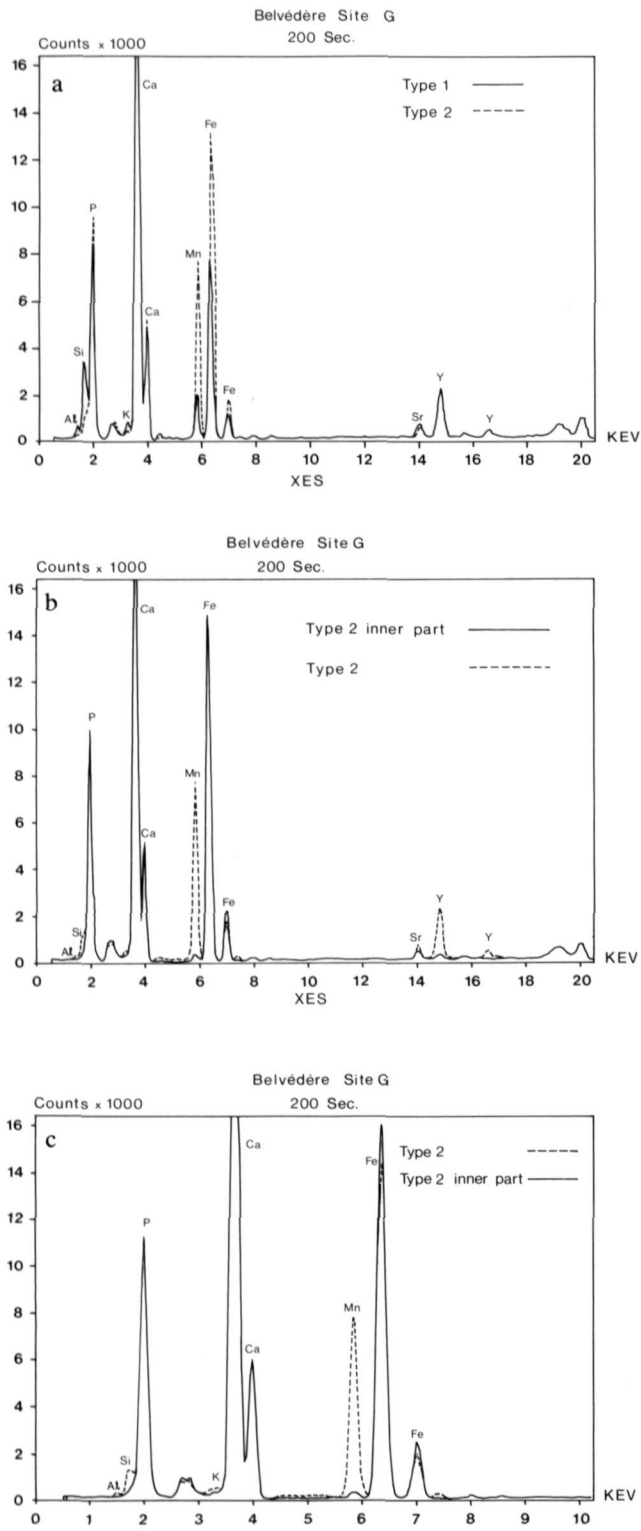 Belvédère Site G
Counts x 1000 200 Sec.
a
Type 1
Type 2
16
14
12
10
8
6
4
2
0
Al
Si
P
K
Ca
Ca
Mn
Fe
Fe
Sr
Y
Y
0 2 4 6 8 10 12 14 16 18 20 KEV
XES
Belvédère Site G
Counts x 1000 200 Sec.
b
Type 2 inner part
Type 2
16
14
12
10
8
6
4
2
0
Al
Si
P
Ca
Ca
Mn
Fe
Fe
Sr
Y
Y
0 2 4 6 8 10 12 14 16 18 20 KEV
XES
Belvédère Site G
Counts x 1000 200 Sec.
c
Type 2
Type 2 inner part
16
14
12
10
8
6
4
2
0
Al
Si
P
K
Ca
Ca
Mn
Fe
Fe
0 1 2 3 4 5 6 7 8 9 10 KEV